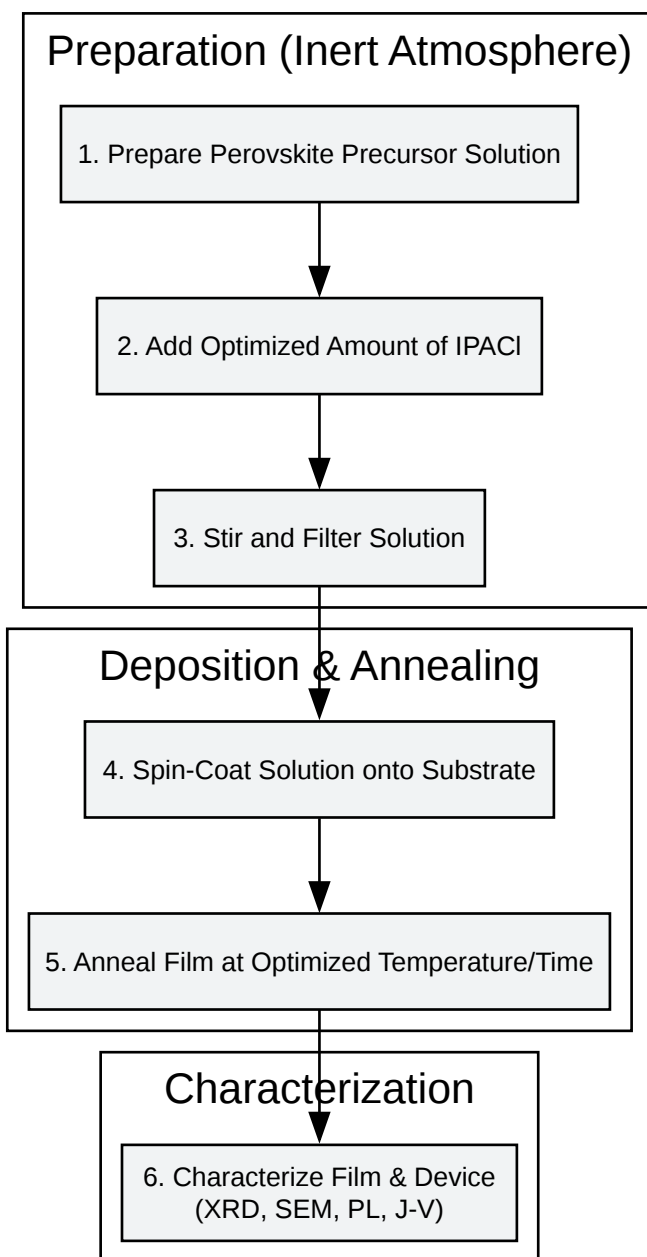 Preparation (Inert Atmosphere)
1. Prepare Perovskite Precursor Solution
2. Add Optimized Amount of IPACl
3. Stir and Filter Solution
Deposition & Annealing
4. Spin-Coat Solution onto Substrate
5. Anneal Film at Optimized Temperature/Time
Characterization
6. Characterize Film & Device
(XRD, SEM, PL, J-V)